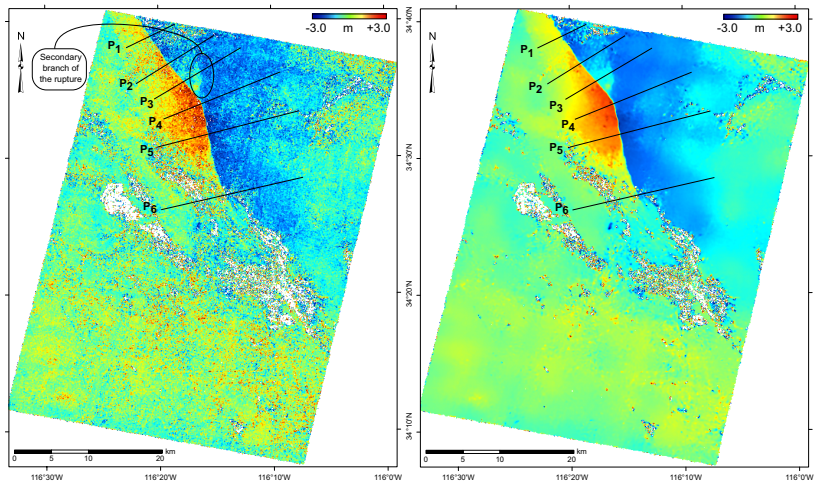 -3.0 m +3.0
N
Secondary
branch of
the rupture
P1
P2
P3
P4
P5
P6
0 5 10 20 km
116°30'W 116°20'W 116°10'W 116°0'W
34°40'N
34°30'N
34°20'N
34°10'N
-3.0 m +3.0
N
P1
P2
P3
P4
P5
P6
0 5 10 20 km
116°30'W 116°20'W 116°10'W 116°0'W